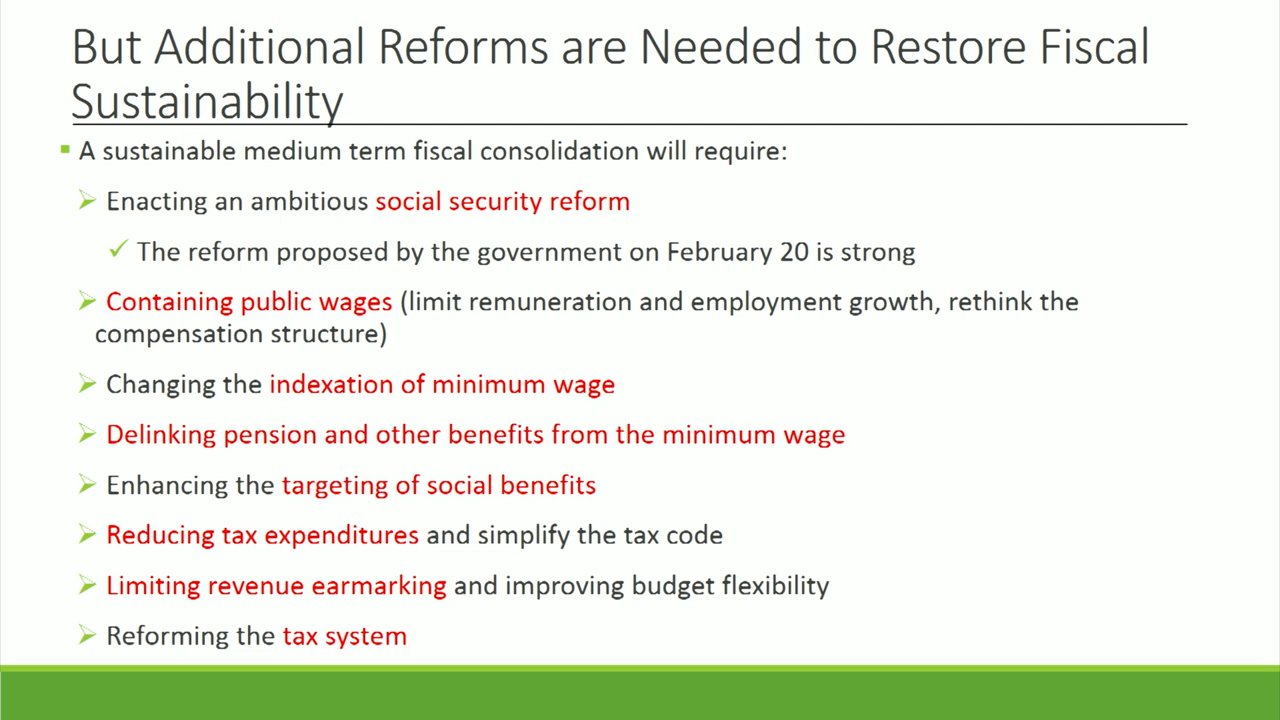 But Additional Reforms are Needed to Restore Fiscal
Sustainability
A sustainable medium term fiscal consolidation will require:
Enacting an ambitious social security reform
The reform proposed by the government on February 20 is strong
Containing public wages (limit remuneration and employment growth, rethink the
compensation structure)
Changing the indexation of minimum wage
Delinking pension and other benefits from the minimum wage
Enhancing the targeting of social benefits
Reducing tax expenditures and simplify the tax code
Limiting revenue earmarking and improving budget flexibility
Reforming the tax system